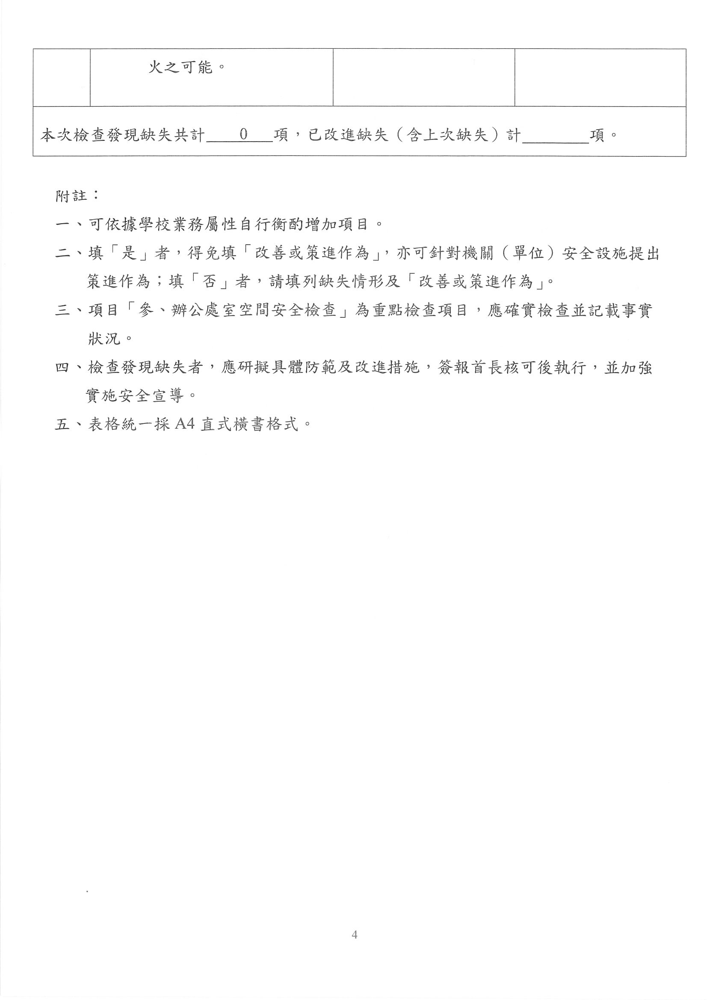 火之可能。
本次檢查發現缺失共計____0____項，已改進缺失（含上次缺失）計________項。
附註：
一、可依據學校業務屬性自行衡酌增加項目。
二、填「是」者，得免填「改善或策進作為」，亦可針對機關（單位）安全設施提出
策進作為；填「否」者，請填列缺失情形及「改善或策進作為」。
三、項目「參、辦公處室空間安全檢查」為重點檢查項目，應確實檢查並記載事實
狀況。
四、檢查發現缺失者，應研擬具體防範及改進措施，簽報首長核可後執行，並加強
實施安全宣導。
五、表格統一採 A4 直式橫書格式。
4